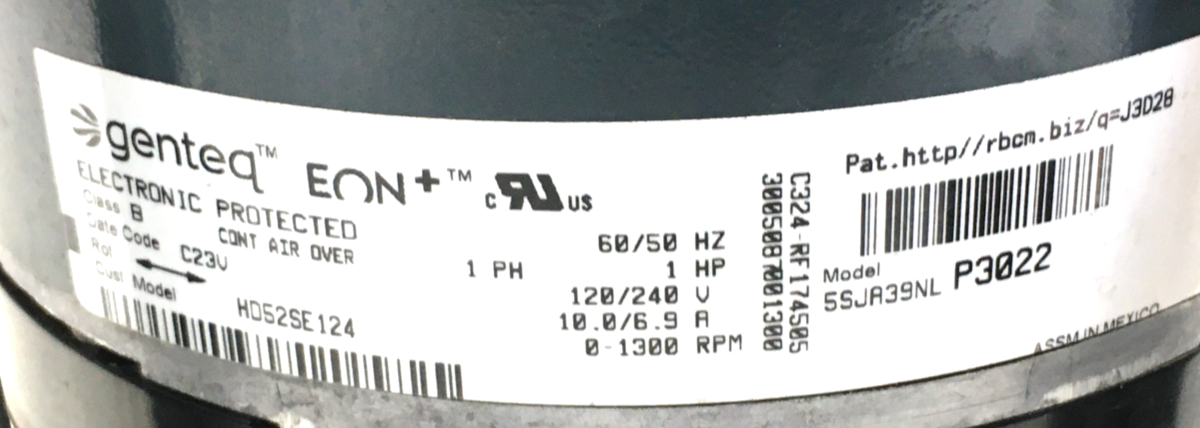 genteq™ EON+™ c RU US
ELECTRONIC PROTECTED
Class B CONT AIR OVER
Date Code C23V
Rot
Cust Model HD52SE124
60/50 HZ
1 PH 1 HP
120/240 V
10.0/6.9 A
0-1300 RPM
C324-RF174505
Pat.http//rbcm.biz/q=J3D28
Model
5SJA39NL P3022
ASSM IN MEXICO